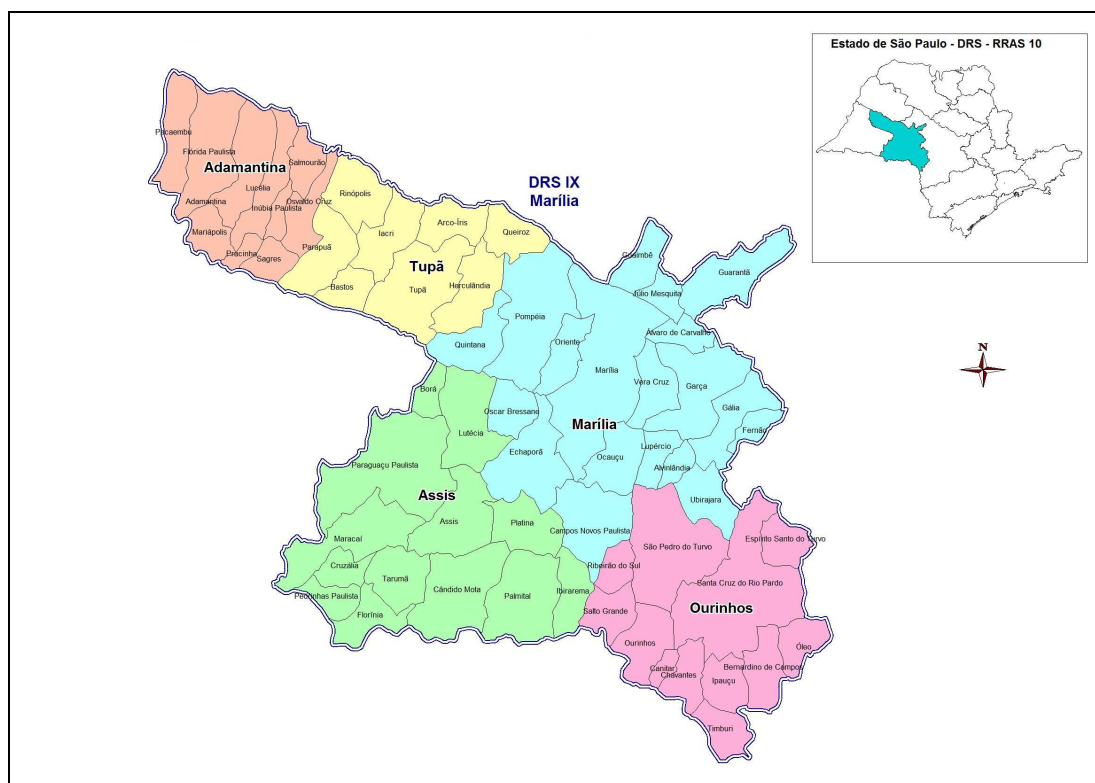 Estado de São Paulo - DRS - RRAS 10
DRS IX
Marília
Pacaembu
Flórida Paulista
Adamantina
Salmourão
Lucélia
Adamantina
Inúbia Paulista
Osvaldo Cruz
Mariápolis
Pracinha
Sagres
Parapuã
Rinópolis
Iacri
Arco-Íris
Queiroz
Tupã
Bastos
Tupã
Herculândia
Guaimbê
Guarantã
Júlio Mesquita
Pompéia
Álvaro de Carvalho
Quintana
Oriente
Marília
Vera Cruz
Garça
Gália
Fernão
Oscar Bressane
Marília
Echaporã
Ocauçu
Lupércio
Alvinlândia
Ubirajara
Campos Novos Paulista
Borá
Lutécia
Paraguaçu Paulista
Assis
Assis
Platina
Maracaí
Cruzália
Tarumã
Cândido Mota
Palmital
Ibirarema
Pedrinhas Paulista
Florínia
São Pedro do Turvo
Espírito Santo do Turvo
Ribeirão do Sul
Santa Cruz do Rio Pardo
Salto Grande
Ourinhos
Ourinhos
Óleo
Canitar
Chavantes
Bernardino de Campos
Ipauçu
Timburi
N